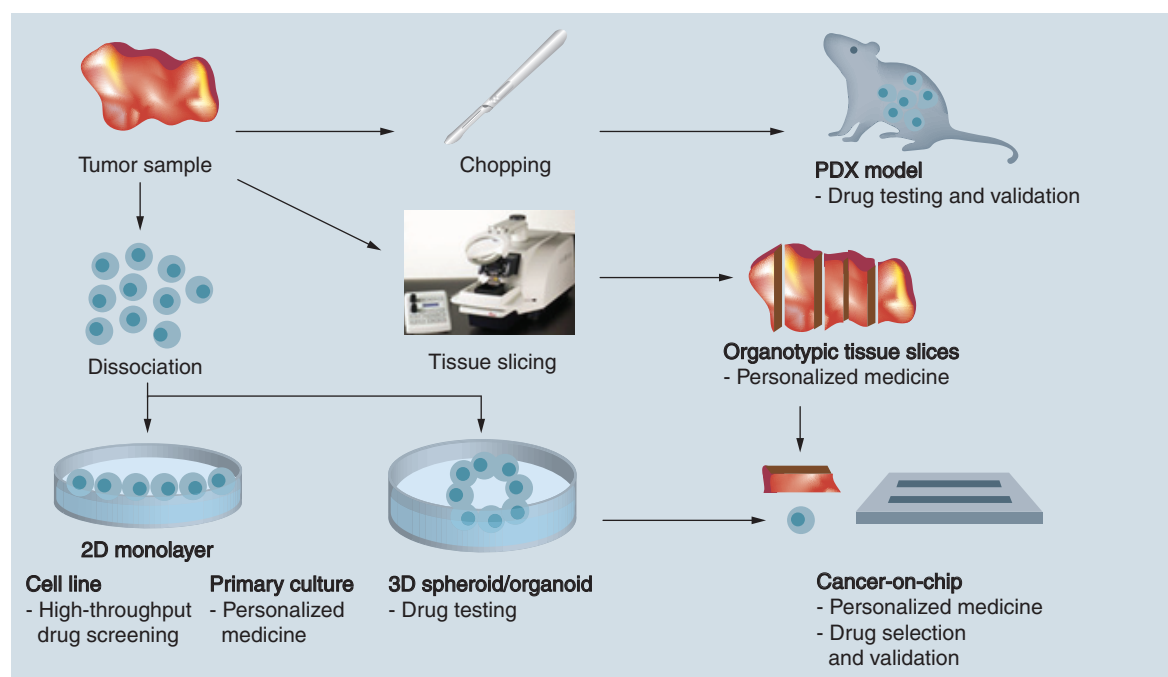 Tumor sample
Chopping
PDX model
- Drug testing and validation
Dissociation
Tissue slicing
Organotypic tissue slices
- Personalized medicine
2D monolayer
Cell line
- High-throughput
drug screening
Primary culture
- Personalized
medicine
3D spheroid/organoid
- Drug testing
Cancer-on-chip
- Personalized medicine
- Drug selection
and validation